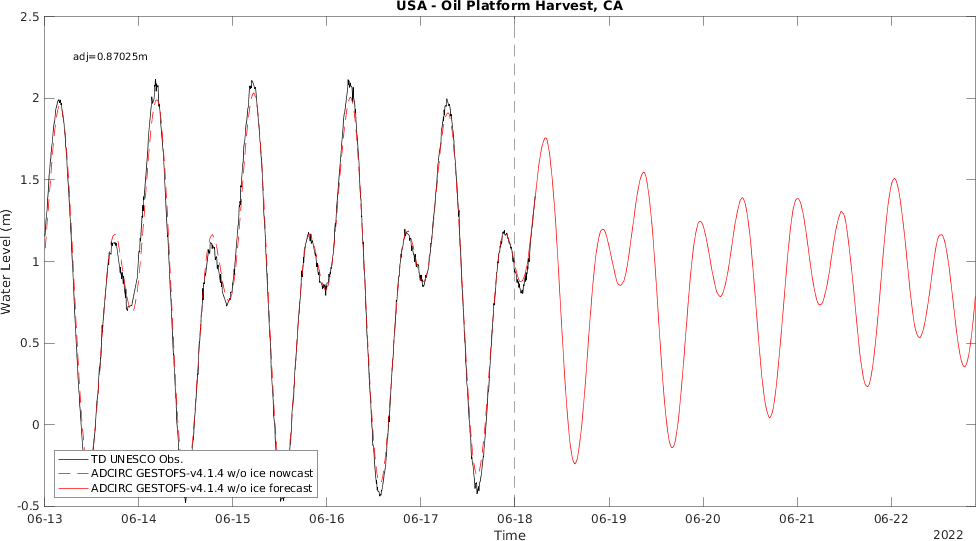 USA - Oil Platform Harvest, CA
adj=0.87025m
2.5
2
1.5
1
0.5
0
-0.5
Water Level (m)
TD UNESCO Obs.
ADCIRC GESTOFS-v4.1.4 w/o ice nowcast
ADCIRC GESTOFS-v4.1.4 w/o ice forecast
06-13 06-14 06-15 06-16 06-17 06-18 06-19 06-20 06-21 06-22
Time
2022